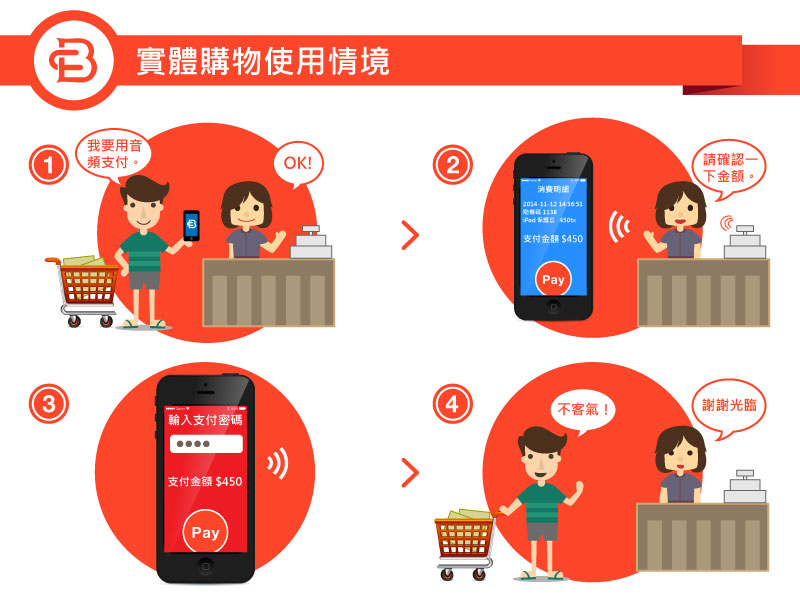 實體購物使用情境
1
我要用音
頻支付。
OK!
2
消費明細
2014-11-12 14:36:51
iPad 保護套 450tx
支付金額 $450
Pay
請確認一
下金額。
3
輸入支付密碼
支付金額 $450
Pay
4
不客氣！
謝謝光臨